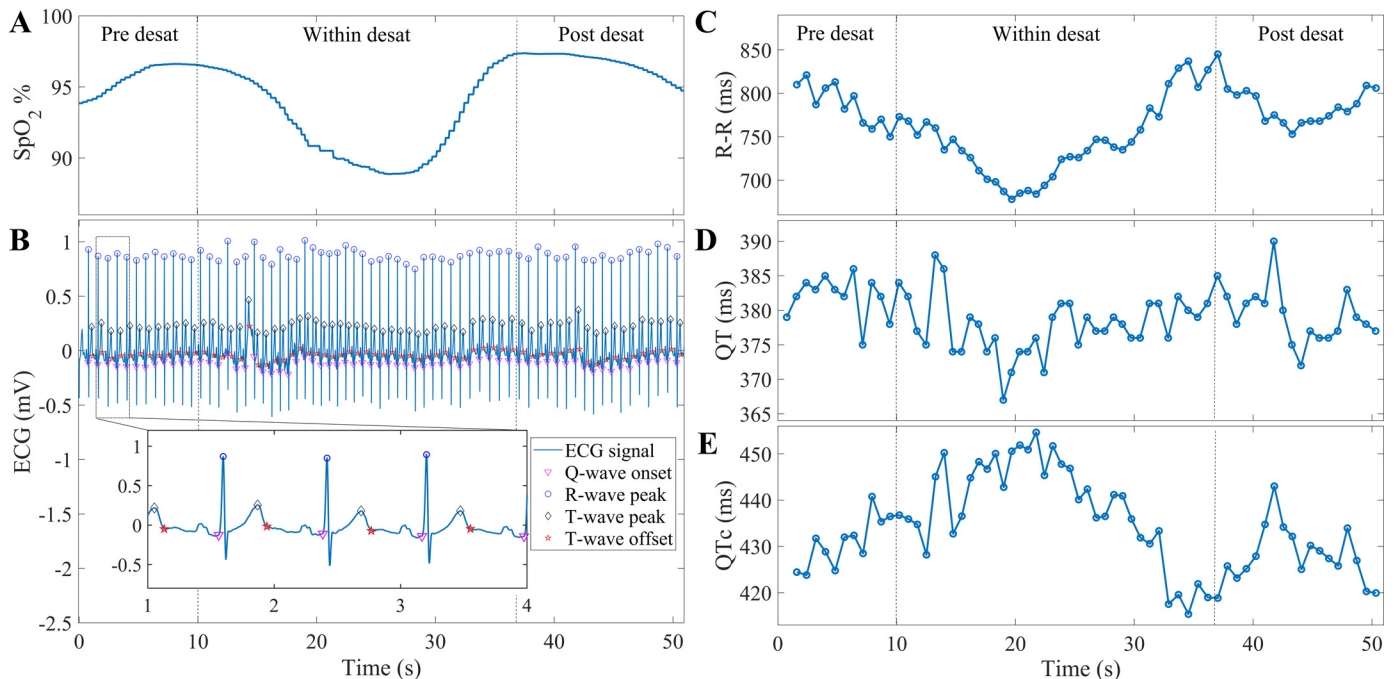 A
Pre desat
Within desat
Post desat
100
95
90
SpO2 %
B
1
0.5
0
-0.5
-1
-1.5
-2
-2.5
ECG (mV)
1
0.5
0
-0.5
1
2
3
4
ECG signal
Q-wave onset
R-wave peak
T-wave peak
T-wave offset
0
10
20
30
40
50
Time (s)
C
Pre desat
Within desat
Post desat
850
800
750
700
R-R (ms)
D
390
385
380
375
370
365
QT (ms)
E
450
440
430
420
QTc (ms)
0
10
20
30
40
50
Time (s)